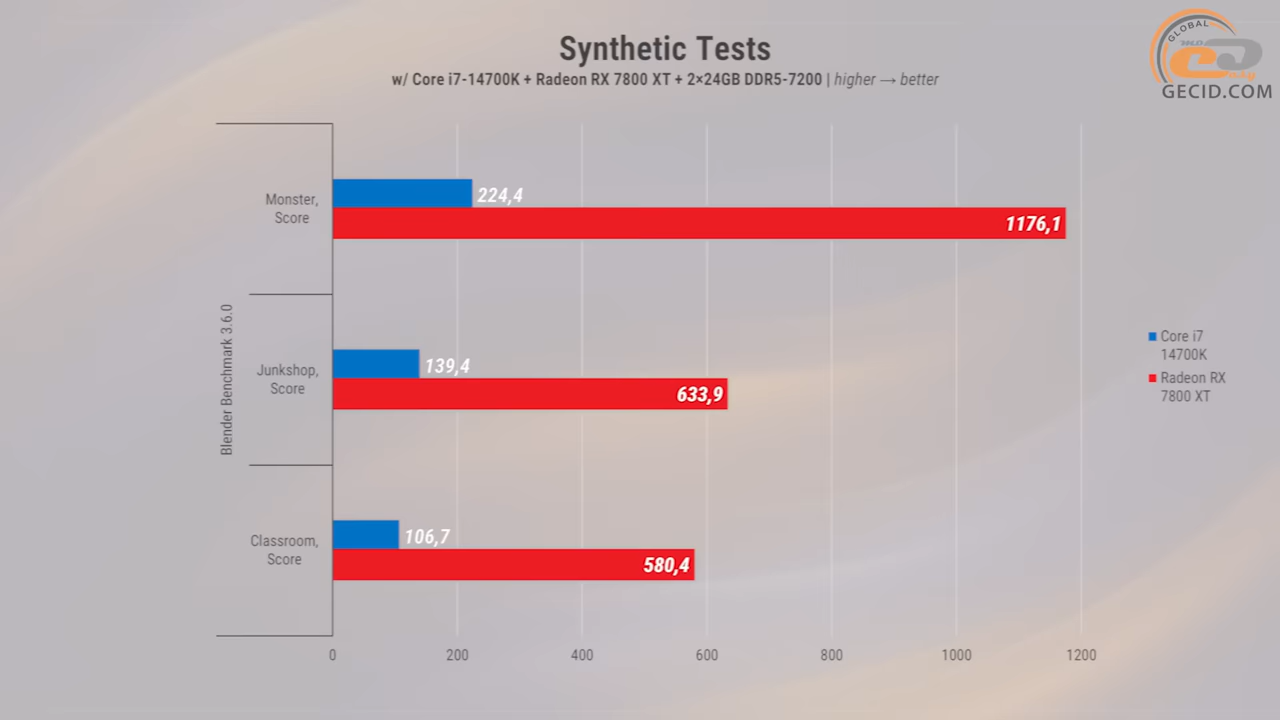 Synthetic Tests
w/ Core i7-14700K + Radeon RX 7800 XT + 2×24GB DDR5-7200 | higher → better
GLOBAL
GECID.COM
Blender Benchmark 3.6.0
Monster,
Score
224,4
1176,1
Junkshop,
Score
139,4
633,9
Classroom,
Score
106,7
580,4
0 200 400 600 800 1000 1200
Core i7
14700K
Radeon RX
7800 XT